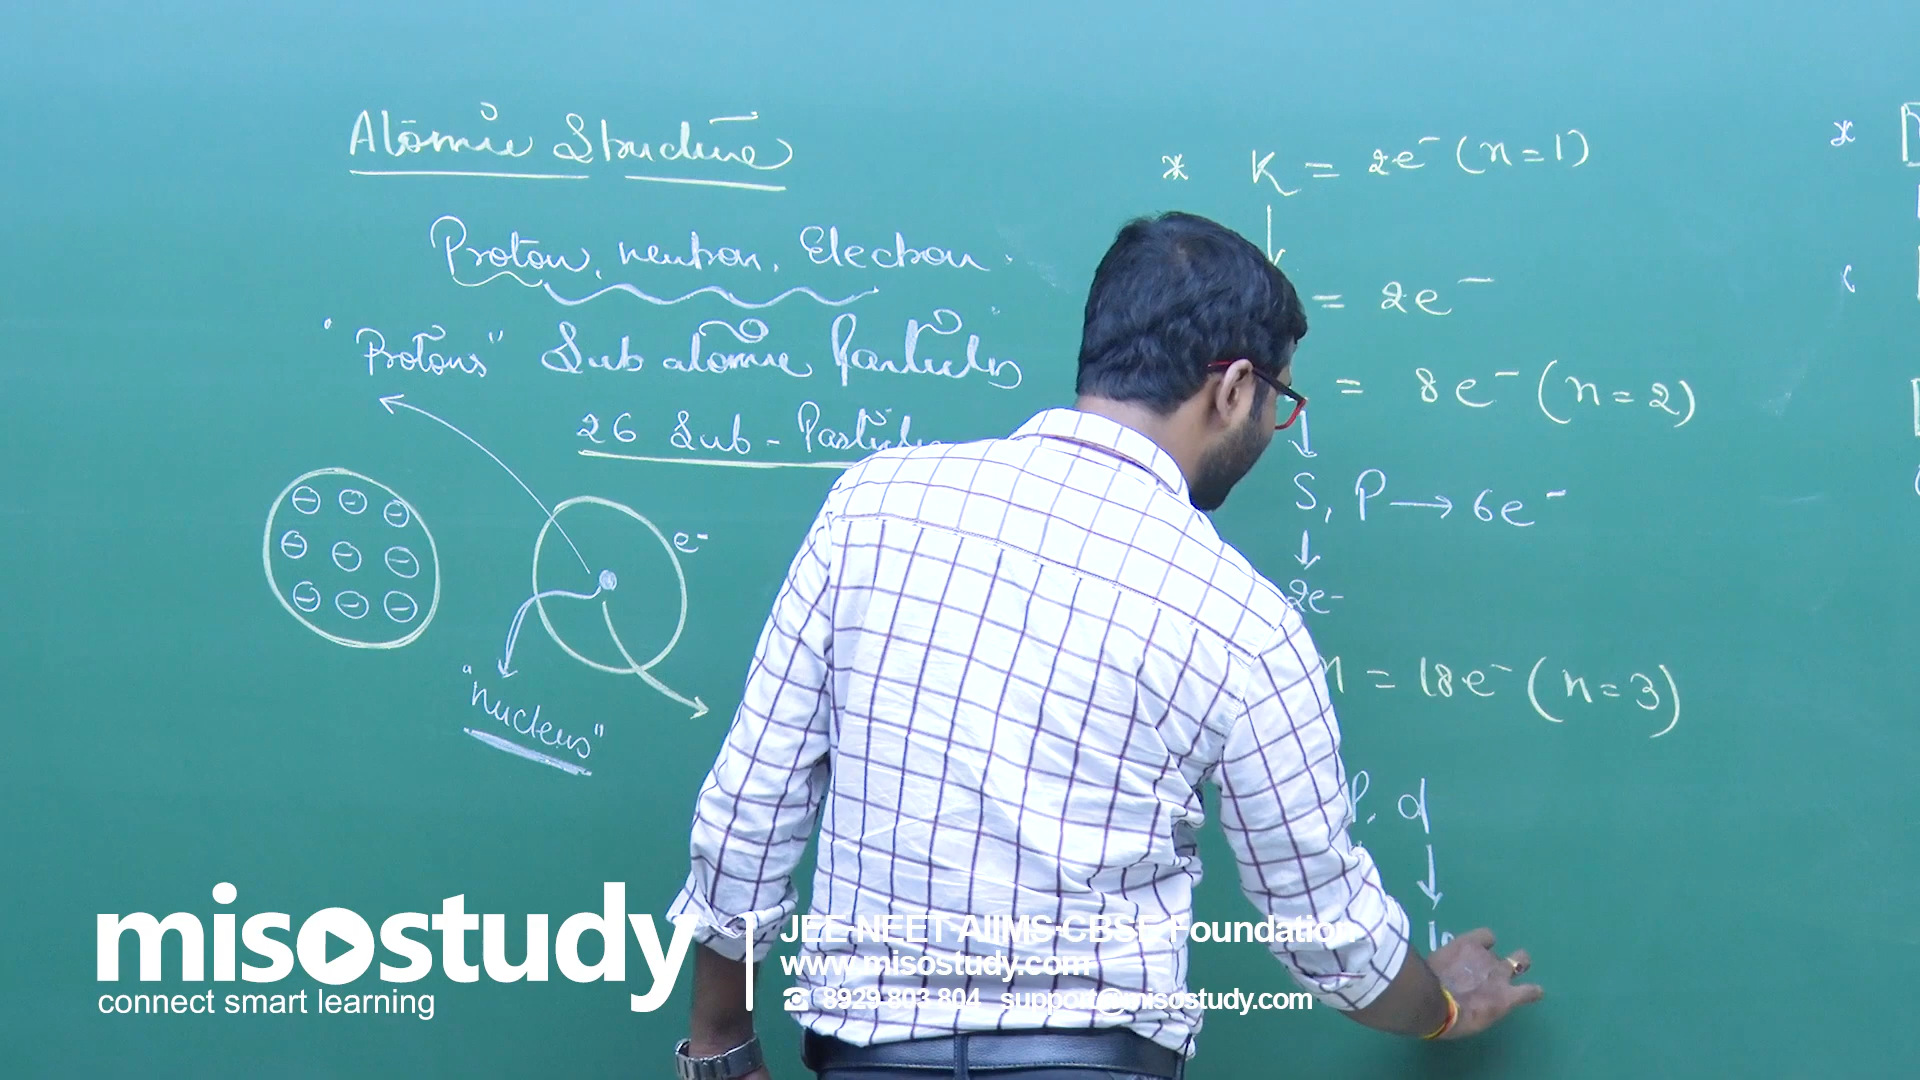 Atomic Structure
Proton, neutron, Electron
"Protons" Sub atomic Particles
26 Sub-Particles
e-
"nucleus"
* K = 2e⁻ (n=1)
= 2e⁻
= 8e⁻ (n=2)
S, P → 6e⁻
2e-
= 18e⁻ (n=3)
P, d
*
misostudy
connect smart learning
JEE·NEET·AIIMS·CBSE·Foundation
www.misostudy.com
8929 803 804, support@misostudy.com